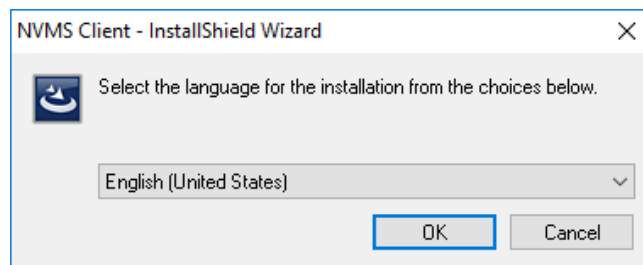 NVMS Client - InstallShield Wizard
Select the language for the installation from the choices below.
English (United States)
OK
Cancel